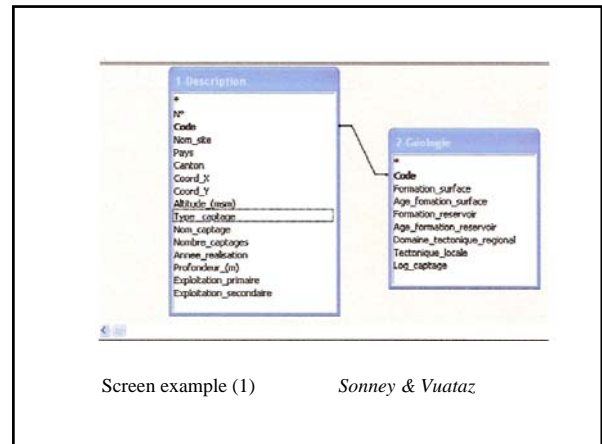 1-Description
*
N°
Code
Nom_site
Pays
Canton
Coord_X
Coord_Y
Altitude_(msm)
Type_captage
Nom_captage
Nombre_captages
Annee_realisation
Profondeur_(m)
Exploitation_primaire
Exploitation_secondaire
2-Geologie
*
Code
Formation_surface
Age_fomation_surface
Formation_reservoir
Age_formation_reservoir
Domaine_tectonique_regional
Tectonique_locale
Log_captage
Screen example (1) Sonney & Vuataz